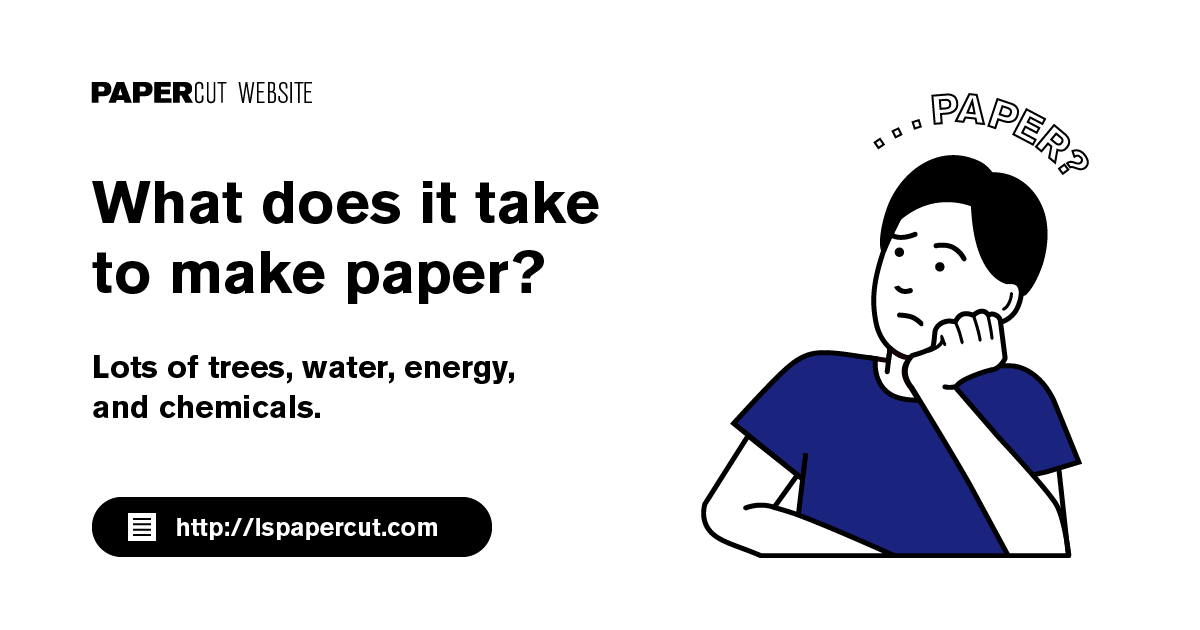 PAPERCUT WEBSITE
...PAPER?
What does it take
to make paper?
Lots of trees, water, energy,
and chemicals.
http://lspapercut.com